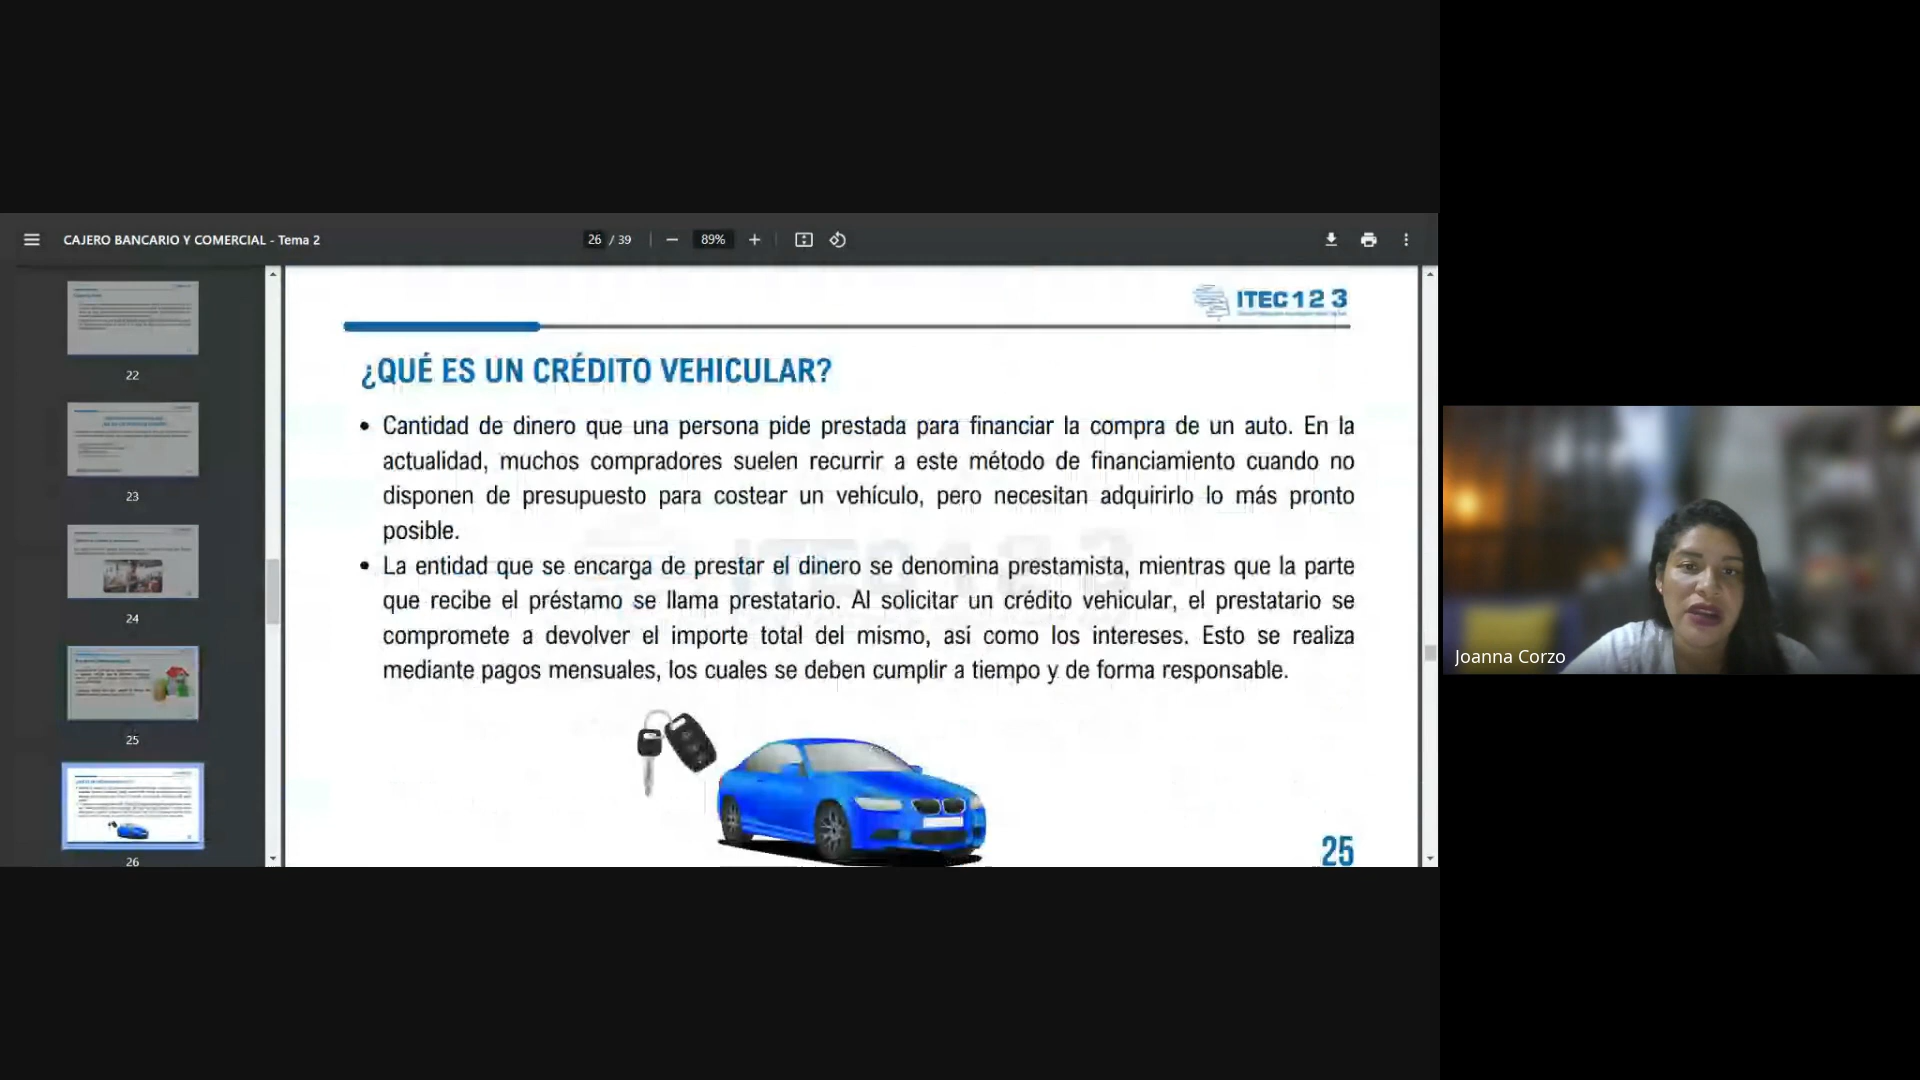 CAJERO BANCARIO Y COMERCIAL - Tema 2
26 / 39
89%
ITEC 1 2 3
¿QUÉ ES UN CRÉDITO VEHICULAR?
• Cantidad de dinero que una persona pide prestada para financiar la compra de un auto. En la
actualidad, muchos compradores suelen recurrir a este método de financiamiento cuando no
disponen de presupuesto para costear un vehículo, pero necesitan adquirirlo lo más pronto
posible.
• La entidad que se encarga de prestar el dinero se denomina prestamista, mientras que la parte
que recibe el préstamo se llama prestatario. Al solicitar un crédito vehicular, el prestatario se
compromete a devolver el importe total del mismo, así como los intereses. Esto se realiza
mediante pagos mensuales, los cuales se deben cumplir a tiempo y de forma responsable.
25
22
23
24
25
26
Joanna Corzo